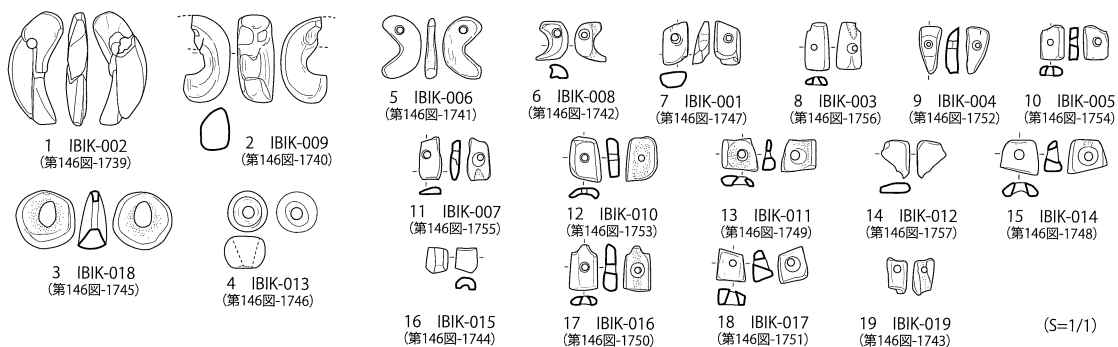 1 IBIK-002
（第146図-1739）
2 IBIK-009
（第146図-1740）
3 IBIK-018
（第146図-1745）
4 IBIK-013
（第146図-1746）
5 IBIK-006
（第146図-1741）
6 IBIK-008
（第146図-1742）
7 IBIK-001
（第146図-1747）
8 IBIK-003
（第146図-1756）
9 IBIK-004
（第146図-1752）
10 IBIK-005
（第146図-1754）
11 IBIK-007
（第146図-1755）
12 IBIK-010
（第146図-1753）
13 IBIK-011
（第146図-1749）
14 IBIK-012
（第146図-1757）
15 IBIK-014
（第146図-1748）
16 IBIK-015
（第146図-1744）
17 IBIK-016
（第146図-1750）
18 IBIK-017
（第146図-1751）
19 IBIK-019
（第146図-1743）
（S=1/1）